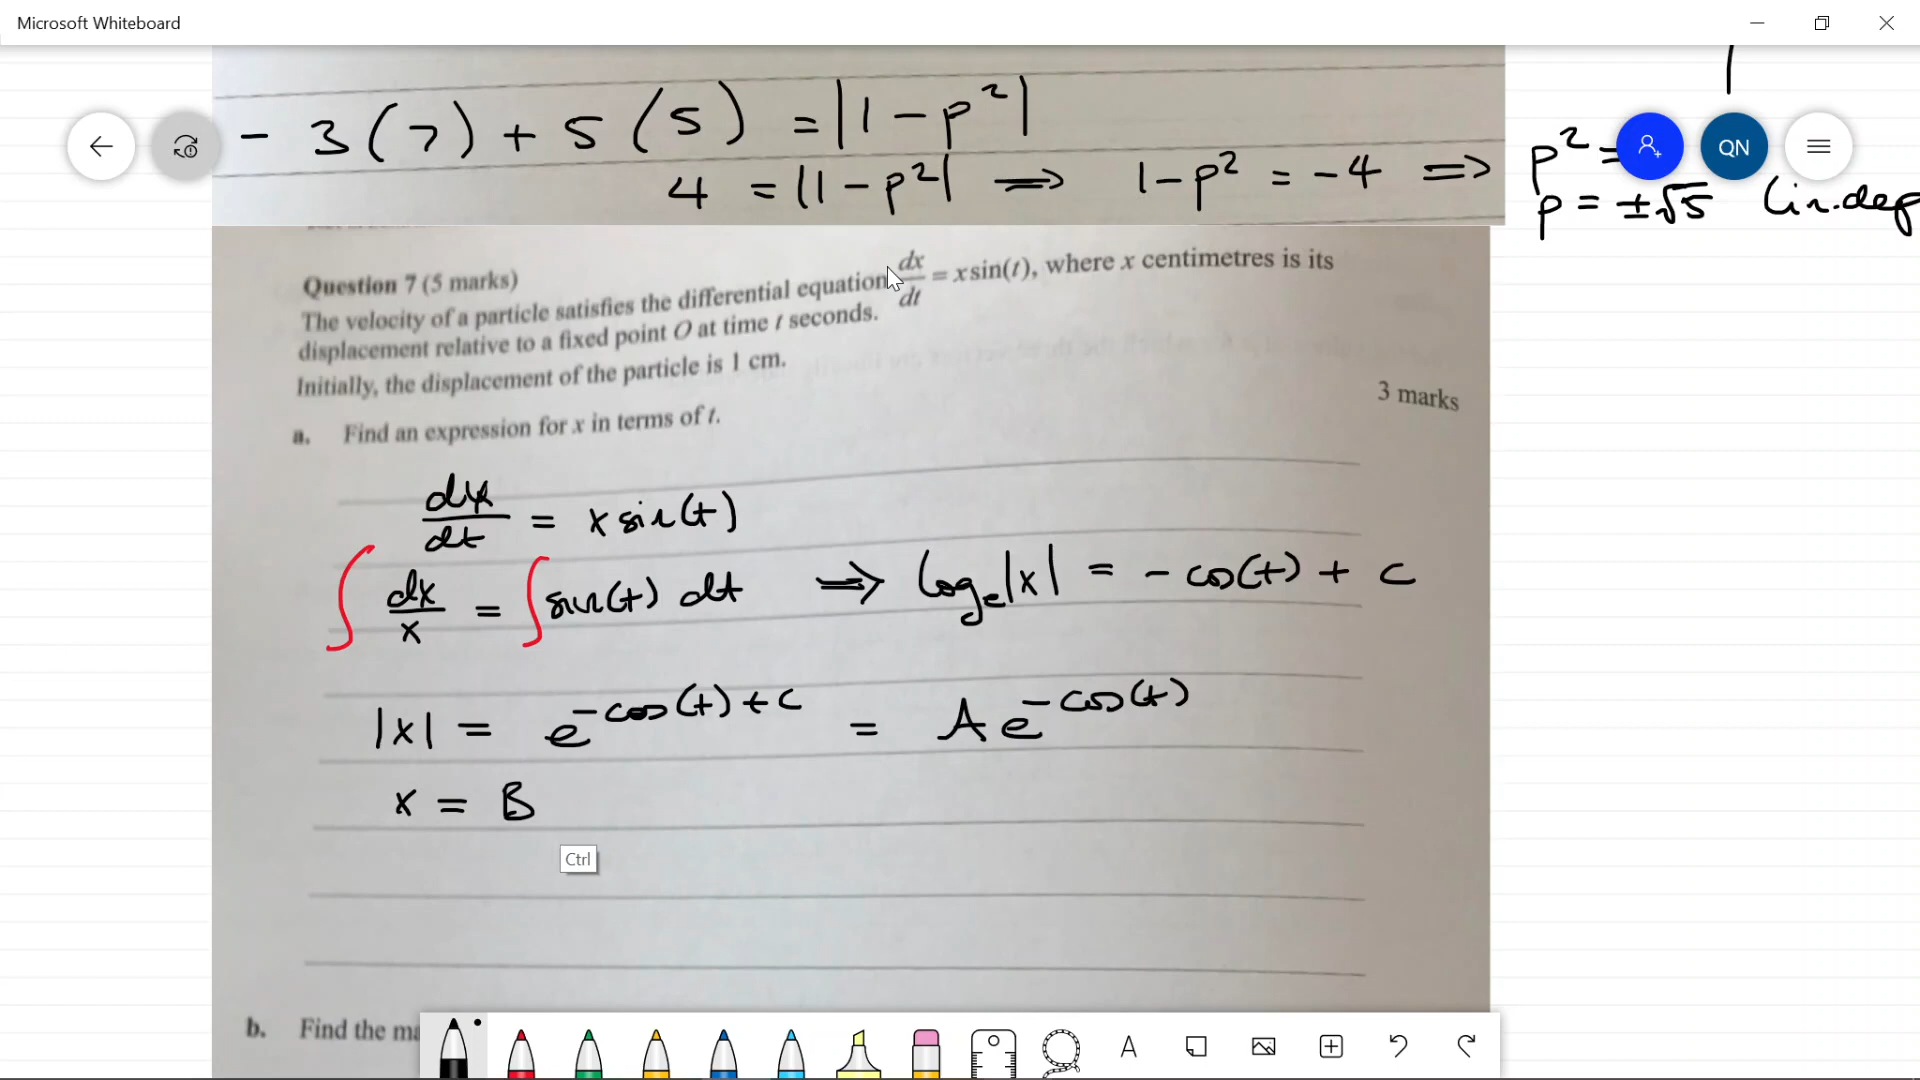 Microsoft Whiteboard
- 3(7) + 5(5) = |1 - p²|
4 = |1 - p²| ⟹ 1 - p² = -4 ⟹ p² =
p = ±√5 (in.dep
QN
Question 7 (5 marks)
The velocity of a particle satisfies the differential equation dx/dt = x sin(t), where x centimetres is its
displacement relative to a fixed point O at time t seconds.
Initially, the displacement of the particle is 1 cm.
3 marks
a. Find an expression for x in terms of t.
dx/dt = x sin(t)
∫ dx/x = ∫ sin(t) dt ⟹ logₑ|x| = - cos(t) + c
|x| = e^(-cos(t) + c) = A e^(-cos(t))
x = B
Ctrl
b. Find the ma